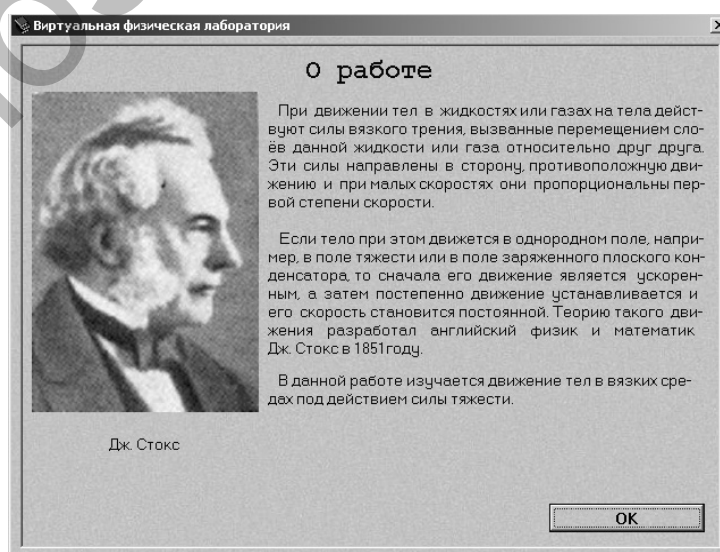 Виртуальная физическая лаборатория
О работе
При движении тел в жидкостях или газах на тела дейст-
вуют силы вязкого трения, вызванные перемещением сло-
ёв данной жидкости или газа относительно друг друга.
Эти силы направлены в сторону, противоположную дви-
жению и при малых скоростях они пропорциональны пер-
вой степени скорости.
Если тело при этом движется в однородном поле, напри-
мер, в поле тяжести или в поле заряженного плоского кон-
денсатора, то сначала его движение является ускорен-
ным, а затем постепенно движение устанавливается и
его скорость становится постоянной. Теорию такого дви-
жения разработал английский физик и математик
Дж. Стокс в 1851году.
В данной работе изучается движение тел в вязких сре-
дах под действием силы тяжести.
Дж. Стокс
OK